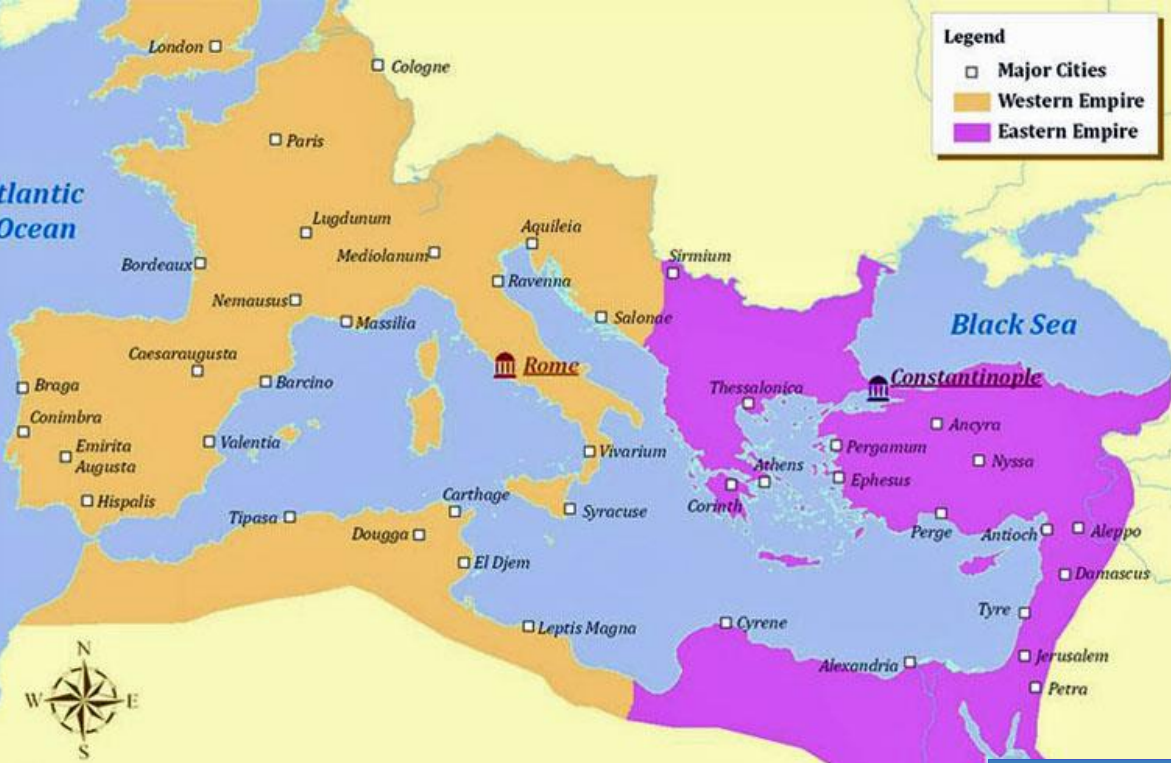 Legend
Major Cities
Western Empire
Eastern Empire
London
Cologne
Paris
tlantic
Ocean
Lugdunum
Aquileia
Mediolanum
Bordeaux
Sirmium
Ravenna
Nemausus
Salonae
Massilia
Black Sea
Caesaraugusta
Rome
Constantinople
Braga
Barcino
Thessalonica
Conimbra
Ancyra
Emirita
Augusta
Valentia
Vivarium
Pergamum
Nyssa
Athens
Ephesus
Hispalis
Carthage
Syracuse
Corinth
Tipasa
Dougga
Perge
Antioch
Aleppo
El Djem
Damascus
Tyre
Leptis Magna
Cyrene
N
Alexandria
Jerusalem
W
E
Petra
S